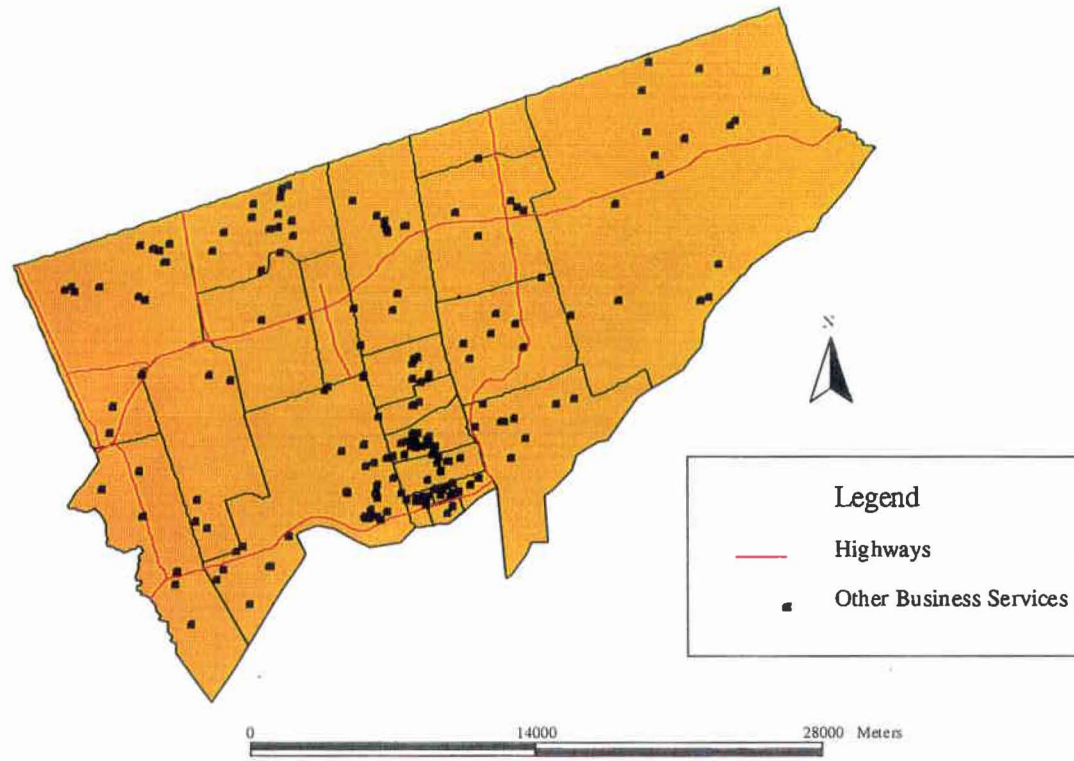 N
Legend
Highways
Other Business Services
0 14000 28000 Meters